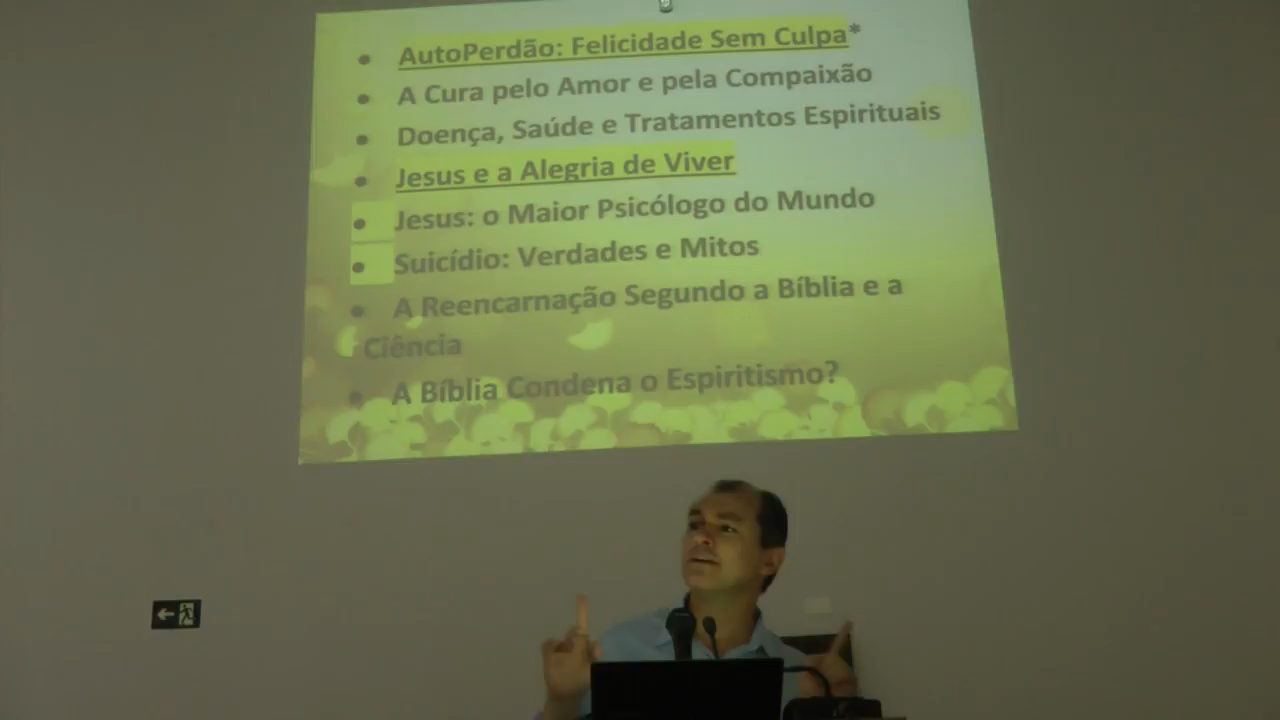 • AutoPerdão: Felicidade Sem Culpa*
• A Cura pelo Amor e pela Compaixão
• Doença, Saúde e Tratamentos Espirituais
• Jesus e a Alegria de Viver
• Jesus: o Maior Psicólogo do Mundo
• Suicídio: Verdades e Mitos
• A Reencarnação Segundo a Bíblia e a
Ciência
• A Bíblia Condena o Espiritismo?